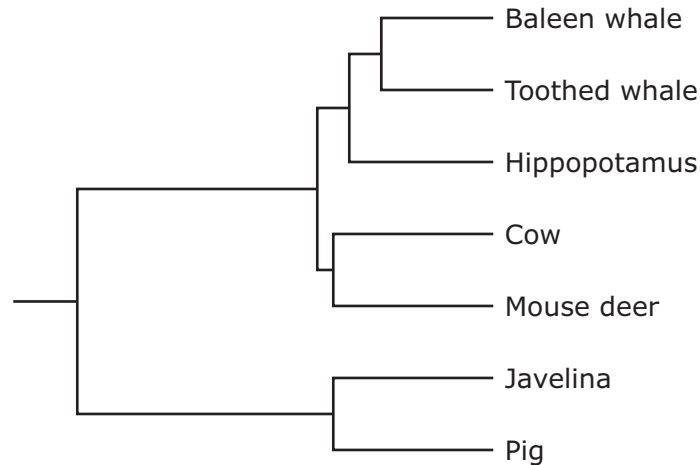 Baleen whale
Toothed whale
Hippopotamus
Cow
Mouse deer
Javelina
Pig